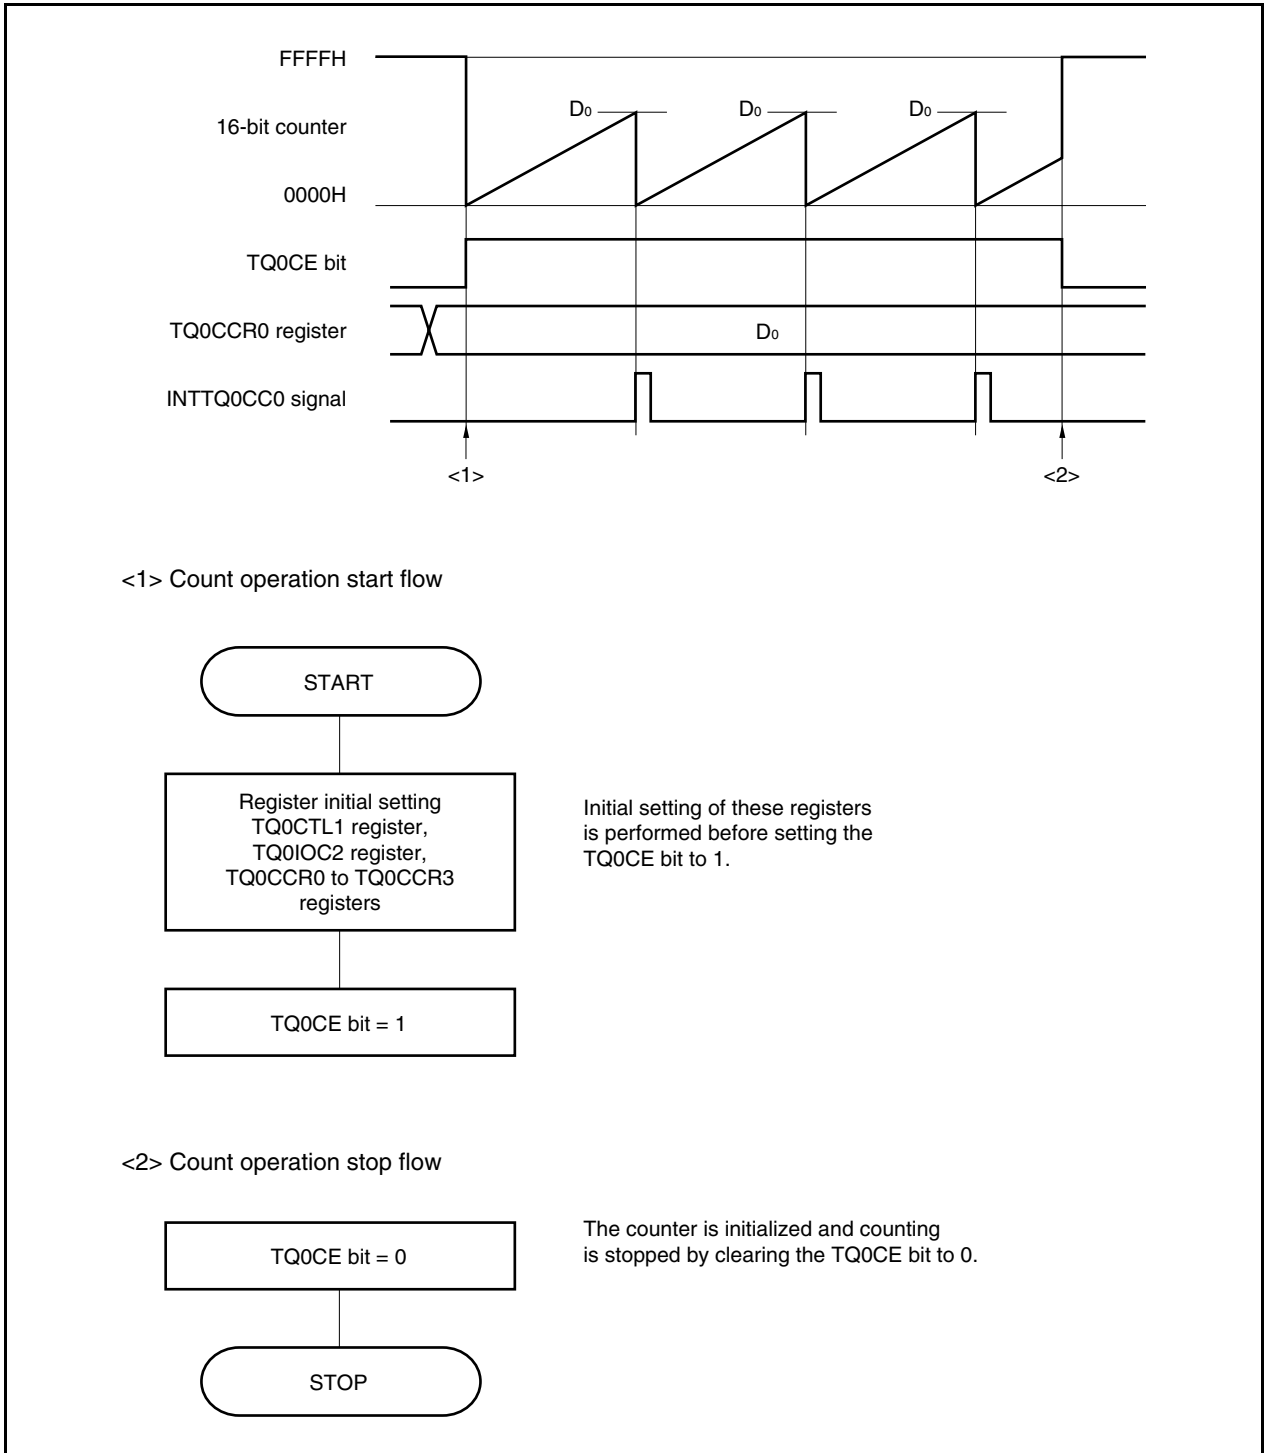 FFFFH
D0 D0 D0
16-bit counter
0000H
TQ0CE bit
TQ0CCR0 register
D0
INTTQ0CC0 signal
<1> <2>
<1> Count operation start flow
START
Register initial setting
TQ0CTL1 register,
TQ0IOC2 register,
TQ0CCR0 to TQ0CCR3
registers
Initial setting of these registers
is performed before setting the
TQ0CE bit to 1.
TQ0CE bit = 1
<2> Count operation stop flow
TQ0CE bit = 0
The counter is initialized and counting
is stopped by clearing the TQ0CE bit to 0.
STOP